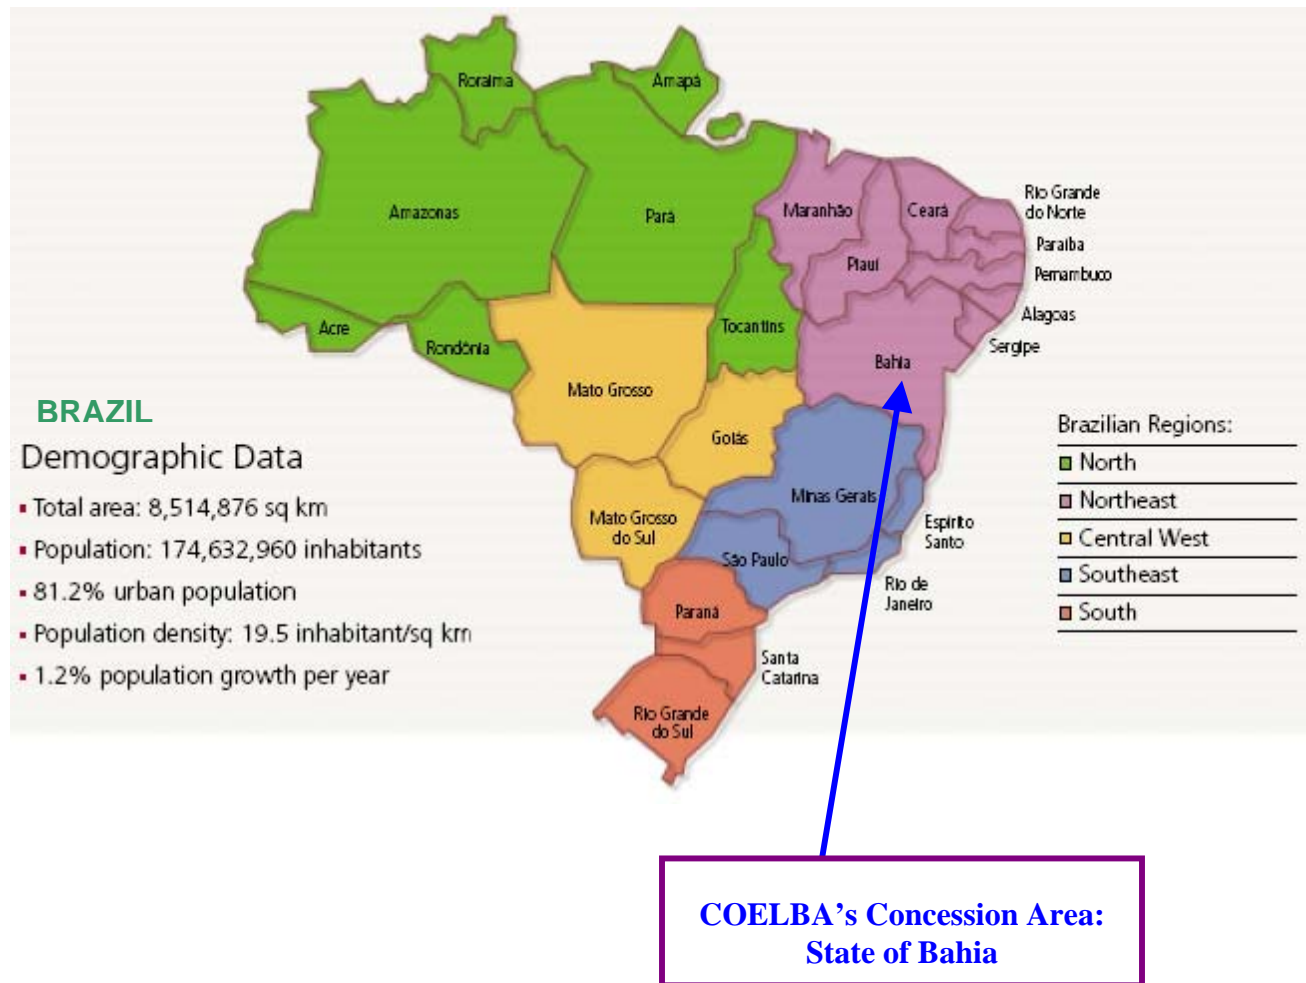 Roraima
Amapá
Amazonas
Pará
Maranhão
Ceará
Rio Grande
do Norte
Paraíba
Piauí
Pernambuco
Acre
Rondônia
Tocantins
Alagoas
Sergipe
Bahia
Mato Grosso
Goiás
Mato Grosso
do Sul
Minas Gerais
Espírito
Santo
São Paulo
Rio de
Janeiro
Paraná
Santa
Catarina
Rio Grande
do Sul
BRAZIL
Demographic Data
▪ Total area: 8,514,876 sq km
▪ Population: 174,632,960 inhabitants
▪ 81.2% urban population
▪ Population density: 19.5 inhabitant/sq km
▪ 1.2% population growth per year
Brazilian Regions:
North
Northeast
Central West
Southeast
South
COELBA’s Concession Area:
State of Bahia